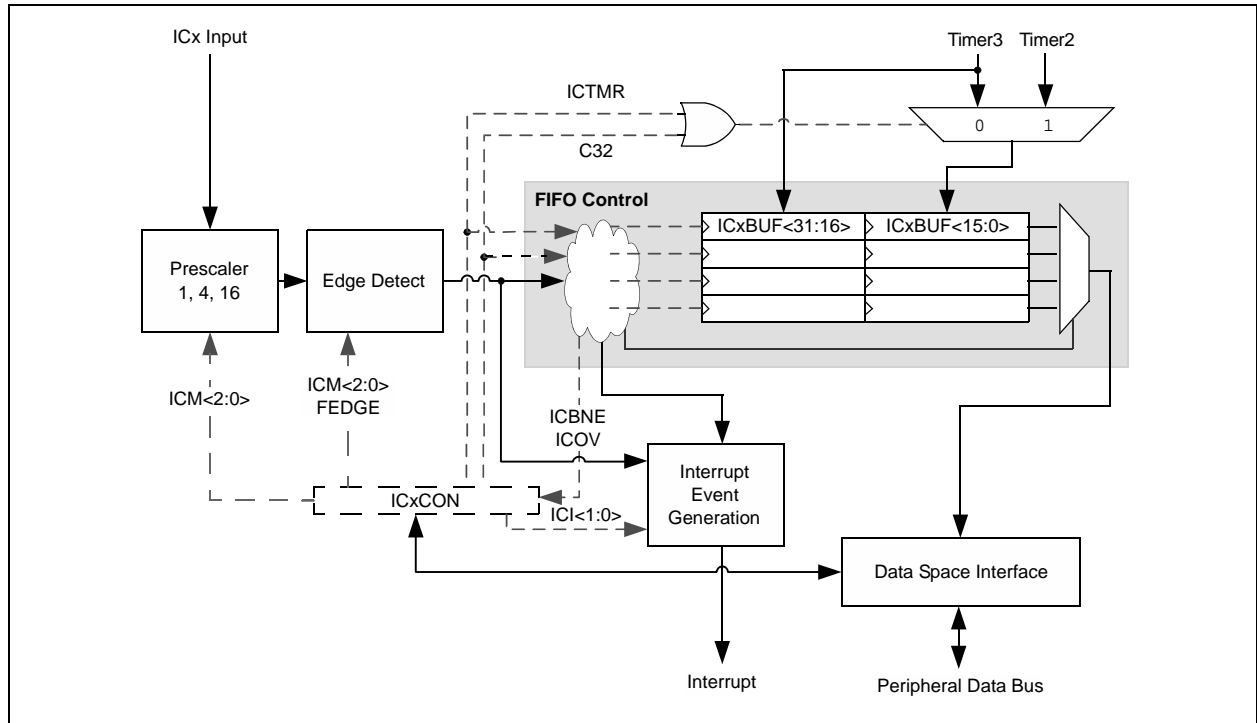 ICx Input
Timer3
Timer2
ICTMR
0
1
C32
FIFO Control
ICxBUF<31:16>
ICxBUF<15:0>
Prescaler
1, 4, 16
Edge Detect
ICM<2:0>
ICM<2:0>
FEDGE
ICBNE
ICOV
ICxCON
ICI<1:0>
Interrupt
Event
Generation
Data Space Interface
Interrupt
Peripheral Data Bus